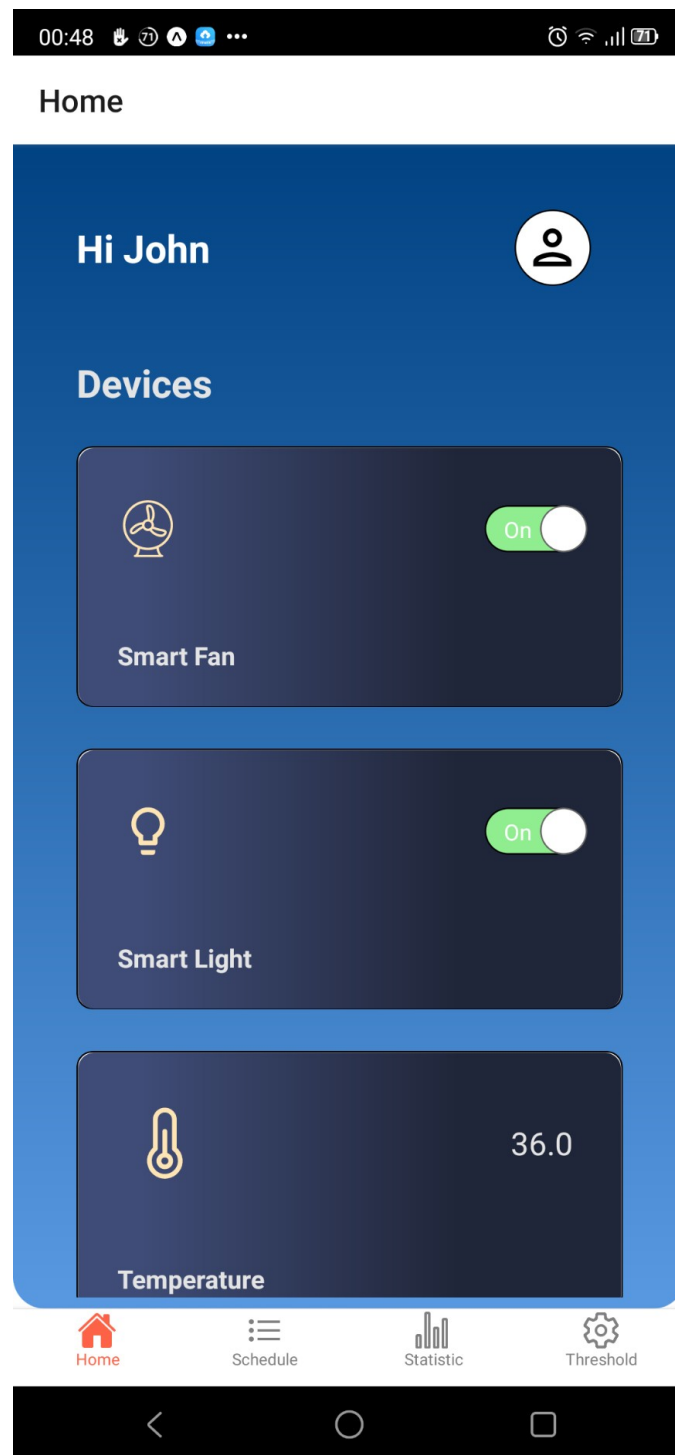 00:48 71 71
Home
Hi John
Devices
On
Smart Fan
On
Smart Light
36.0
Temperature
Home Schedule Statistic Threshold